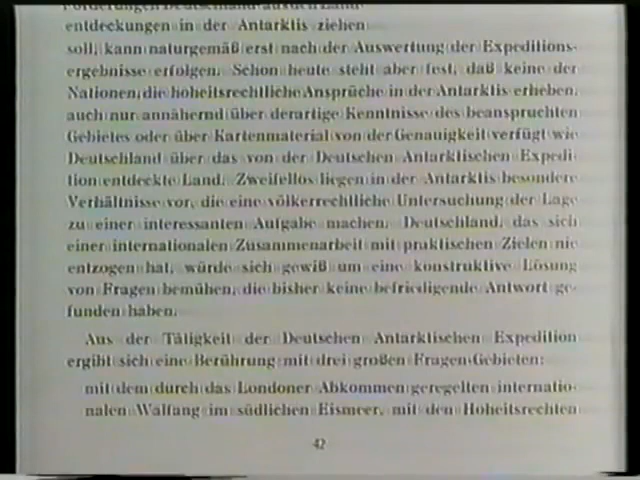 Forderungen Deutschland aus den Land-
entdeckungen in der Antarktis ziehen
soll, kann naturgemäß erst nach der Auswertung der Expeditions-
ergebnisse erfolgen. Schon heute steht aber fest, daß keine der
Nationen, die hoheitsrechtliche Ansprüche in der Antarktis erheben,
auch nur annähernd über derartige Kenntnisse des beanspruchten
Gebietes oder über Kartenmaterial von der Genauigkeit verfügt wie
Deutschland über das von der Deutschen Antarktischen Expedi-
tion entdeckte Land. Zweifellos liegen in der Antarktis besondere
Verhältnisse vor, die eine völkerrechtliche Untersuchung der Lage
zu einer interessanten Aufgabe machen. Deutschland, das sich
einer internationalen Zusammenarbeit mit praktischen Zielen nie
entzogen hat, würde sich gewiß um eine konstruktive Lösung
von Fragen bemühen, die bisher keine befriedigende Antwort ge-
funden haben.
Aus der Tätigkeit der Deutschen Antarktischen Expedition
ergibt sich eine Berührung mit drei großen Fragen-Gebieten:
mit dem durch das Londoner Abkommen geregelten internatio-
nalen Walfang im südlichen Eismeer, mit den Hoheitsrechten
42